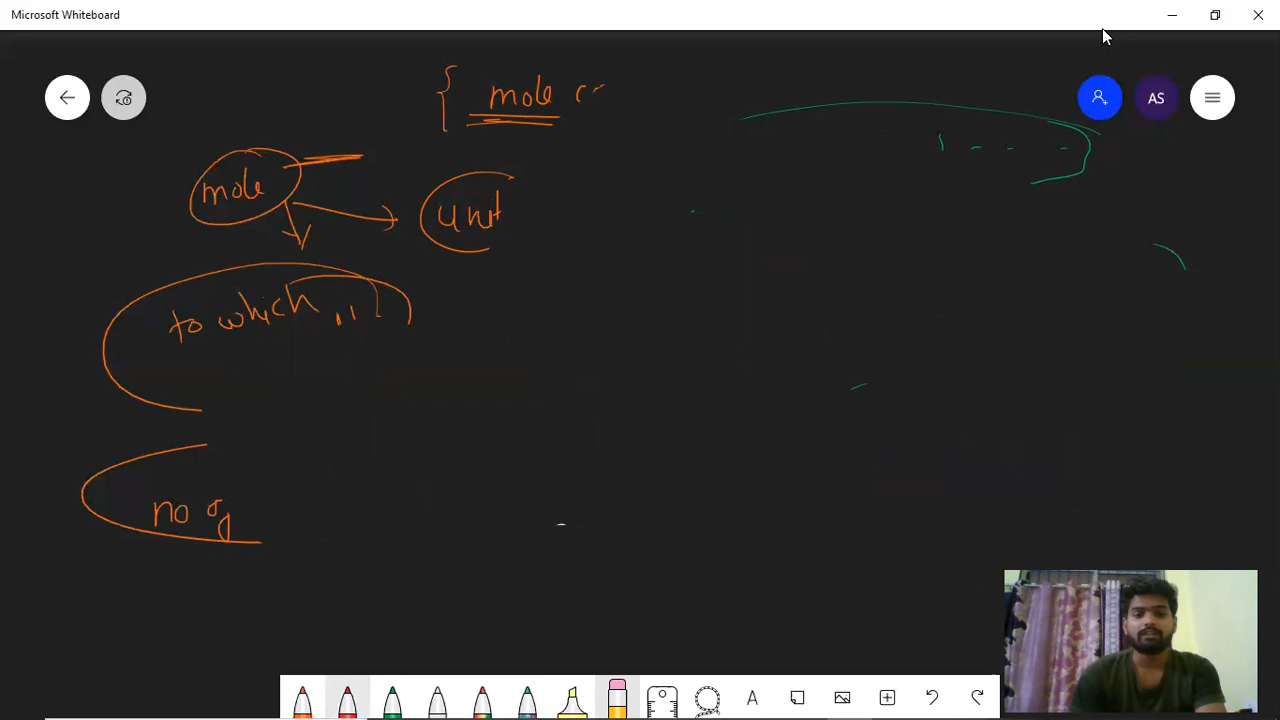 Microsoft Whiteboard
mole
AS
mole
unit
to which
no of
A